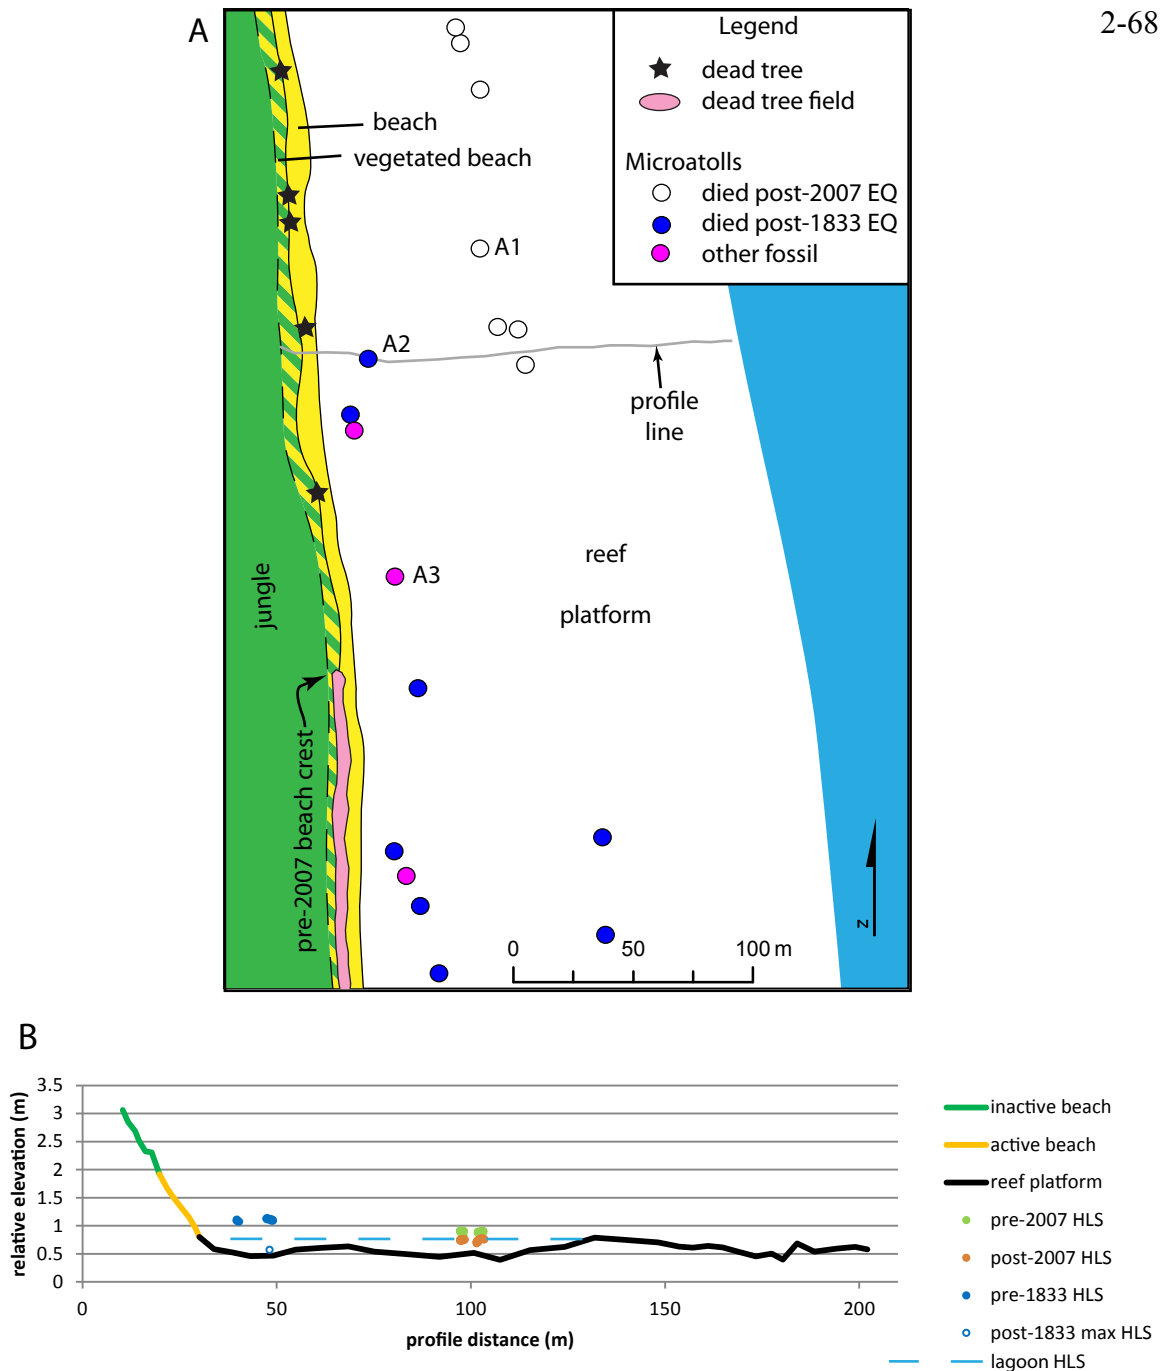 2-68
A
Legend
dead tree
dead tree field
Microatolls
died post-2007 EQ
died post-1833 EQ
other fossil
beach
vegetated beach
A1
A2
profile
line
A3
reef
platform
jungle
pre-2007 beach crest
0 50 100 m
z
B
relative elevation (m)
3.5
3
2.5
2
1.5
1
0.5
0
0 50 100 150 200
profile distance (m)
inactive beach
active beach
reef platform
pre-2007 HLS
post-2007 HLS
pre-1833 HLS
post-1833 max HLS
lagoon HLS